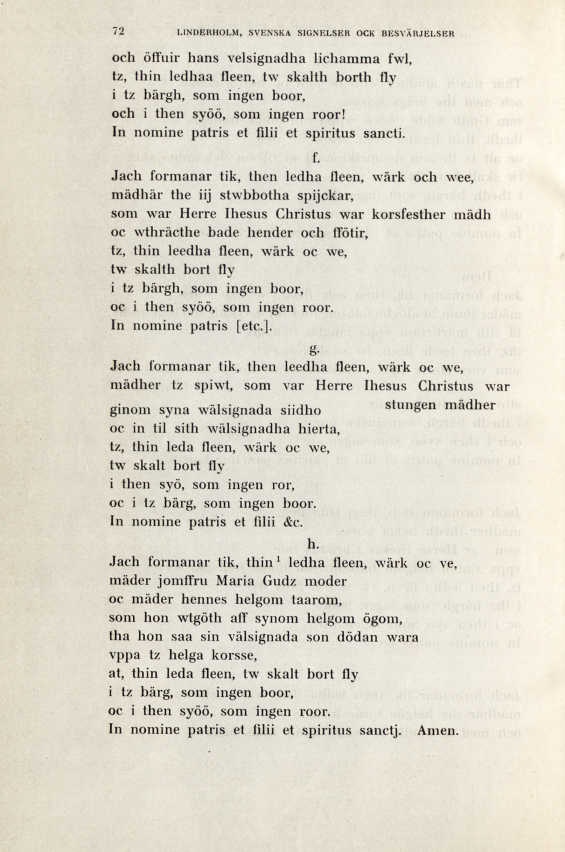 72 LINDERHOLM, SVENSKA SIGNELSER OCK BESVÄRJELSER
och öffuir hans velsignadha lichamma fwl,
tz, thin ledhaa fleen, tw skalth borth fly
i tz bärgh, som ingen boor,
och i then syöö, som ingen roor!
In nomine patris et filii et spiritus sancti.
f.
Jach formanar tik, then ledha fleen, wärk och wee,
mädhär the iij stwbbotha spijckar,
som war Herre Ihesus Christus war korsfesther mädh
oc wthräcthe bade hender och ffötir,
tz, thin leedha fleen, wärk oc we,
tw skalth bort fly
i tz bärgh, som ingen boor,
oc i then syöö, som ingen roor.
In nomine patris [etc.].
g.
Jach formanar tik, then leedha fleen, wärk oc we,
mädher tz spiwt, som var Herre Ihesus Christus war
stungen mädher
ginom syna wälsignada siidho
oc in til sith wälsignadha hierta,
tz, thin leda fleen, wärk oc we,
tw skalt bort fly
i then syö, som ingen ror,
oc i tz bärg, som ingen boor.
In nomine patris et filii &c.
h.
Jach formanar tik, thin¹ ledha fleen, wärk oc ve,
mäder jomffru Maria Gudz moder
oc mäder hennes helgom taarom,
som hon wtgöth aff synom helgom ögom,
tha hon saa sin välsignada son dödan wara
vppa tz helga korsse,
at, thin leda fleen, tw skalt bort fly
i tz bärg, som ingen boor,
oc i then syöö, som ingen roor.
In nomine patris et filii et spiritus sanctj. Amen.